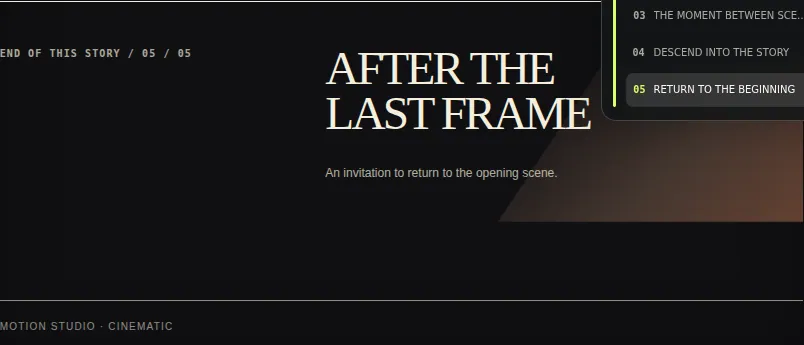 03 THE MOMENT BETWEEN SCE...
END OF THIS STORY / 05 / 05
04 DESCEND INTO THE STORY
05 RETURN TO THE BEGINNING
AFTER THE
LAST FRAME
An invitation to return to the opening scene.
MOTION STUDIO · CINEMATIC